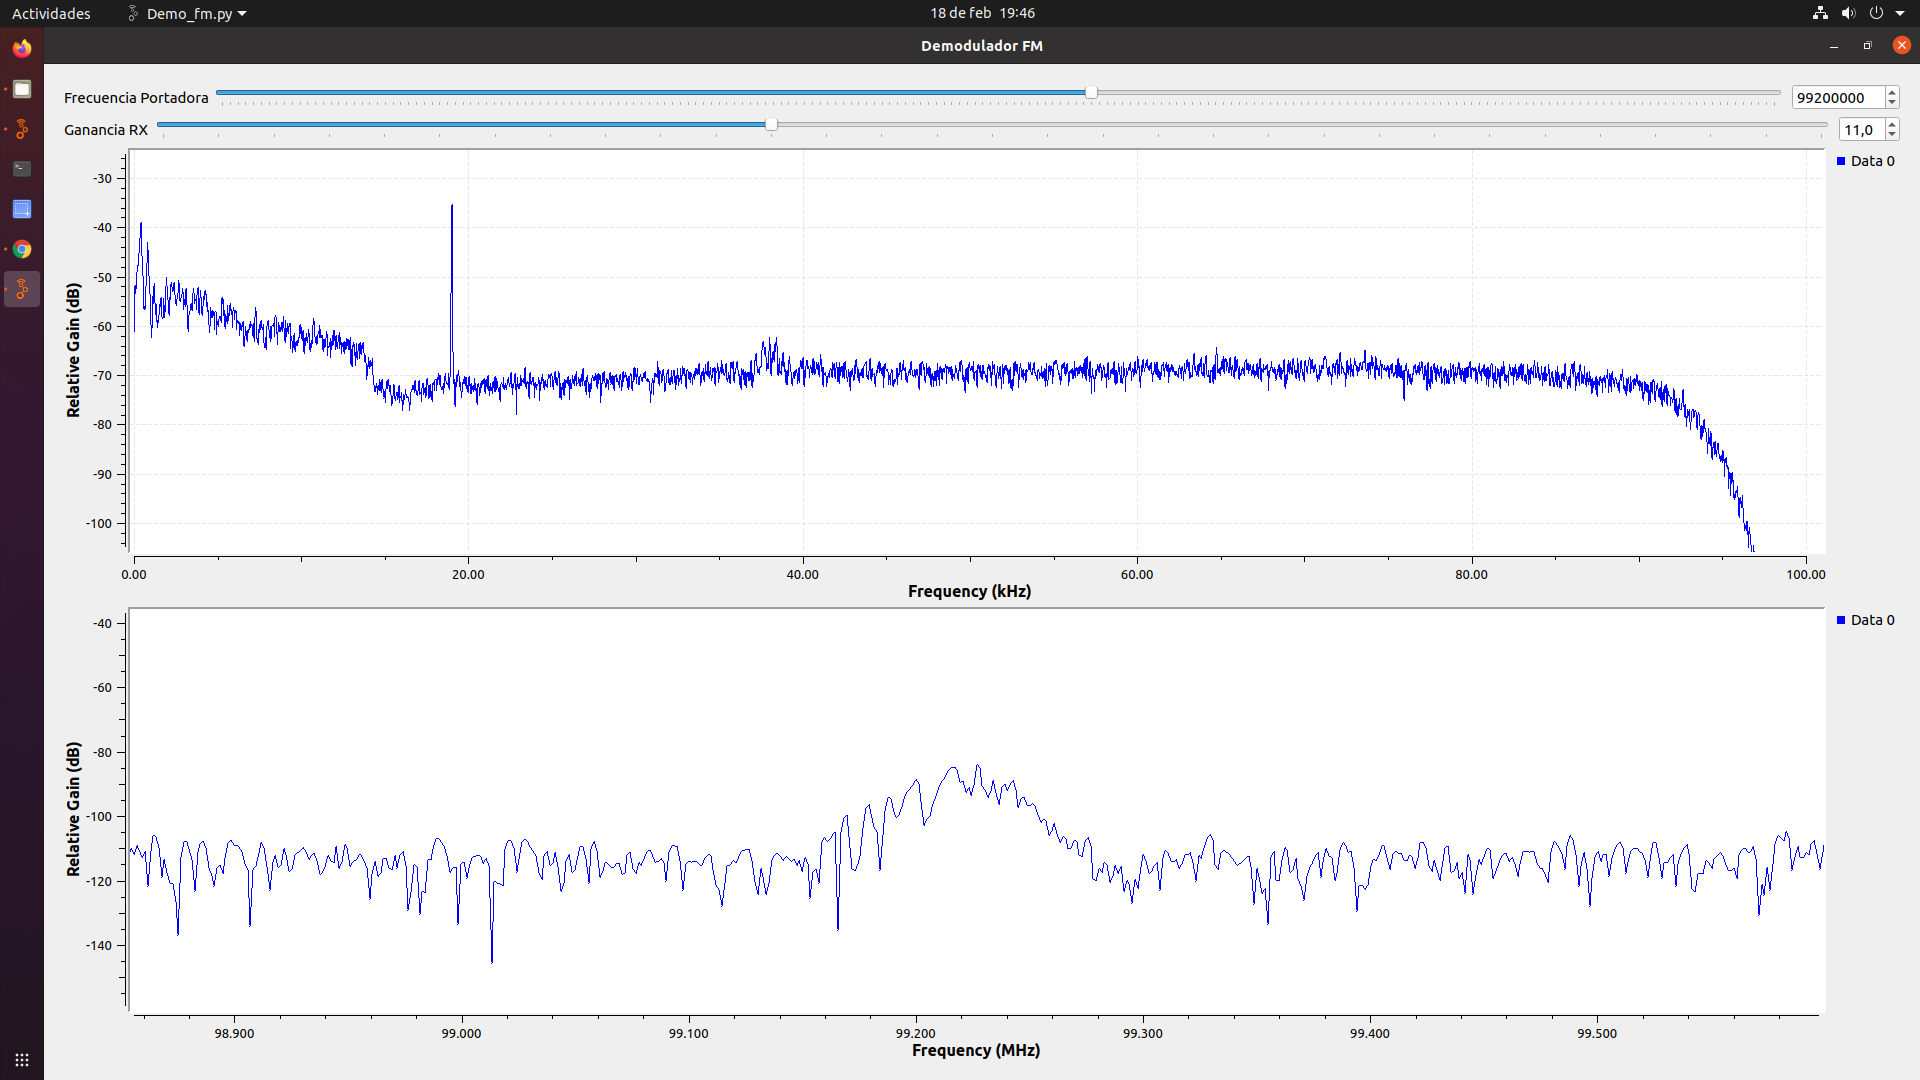 Actividades Demo_fm.py 18 de feb 19:46
Demodulador FM
Frecuencia Portadora 99200000
Ganancia RX 11,0
Data 0
-30
-40
-50
-60
-70
-80
-90
-100
Relative Gain (dB)
0.00 20.00 40.00 60.00 80.00 100.00
Frequency (kHz)
Data 0
-40
-60
-80
-100
-120
-140
Relative Gain (dB)
98.900 99.000 99.100 99.200 99.300 99.400 99.500
Frequency (MHz)